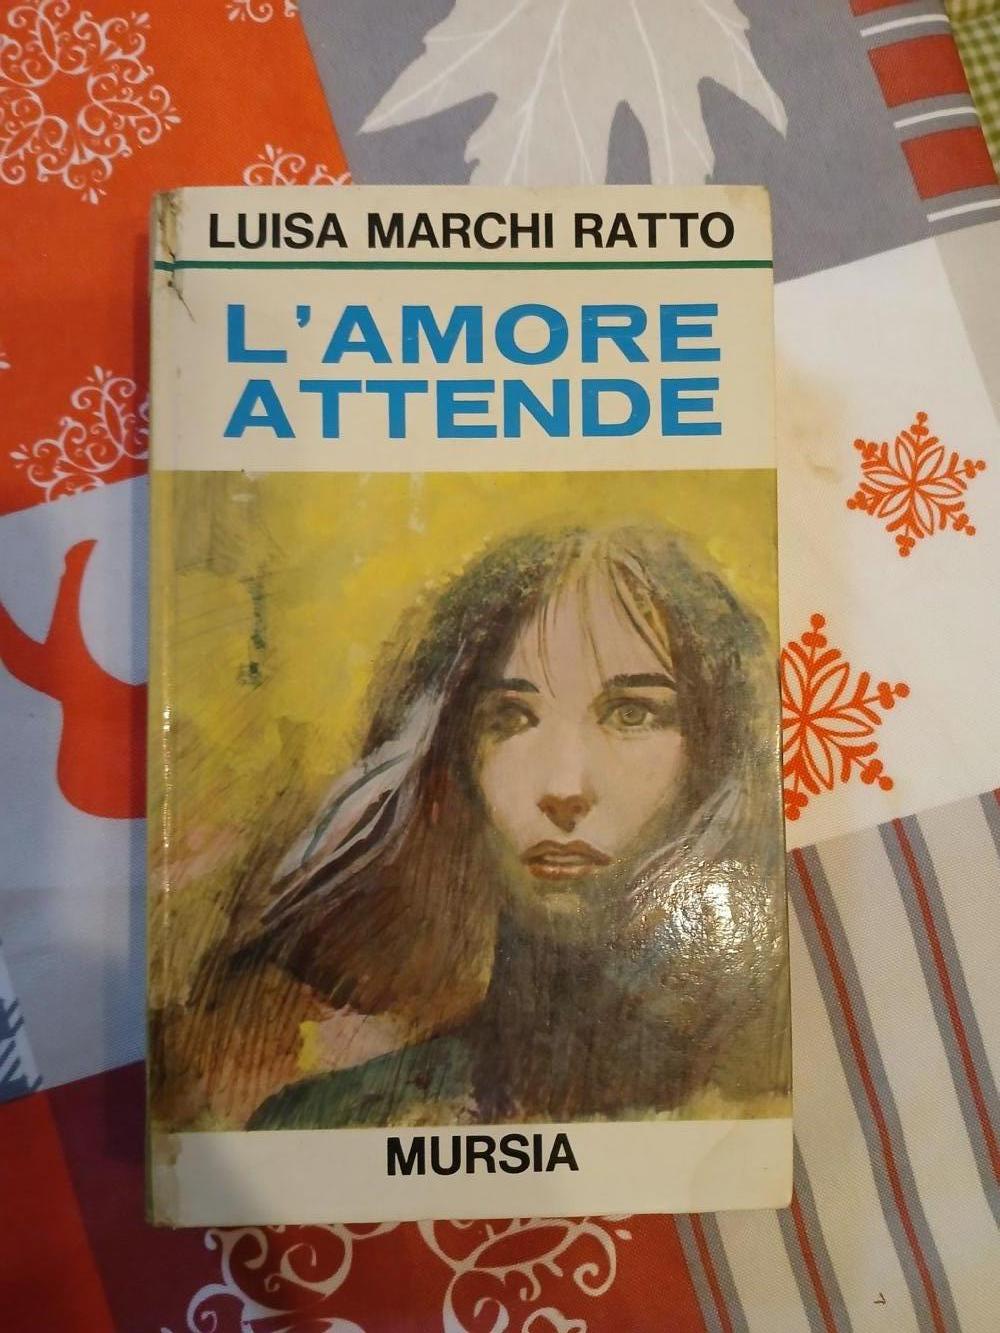 LUISA MARCHI RATTO
L'AMORE
ATTENDE
MURSIA